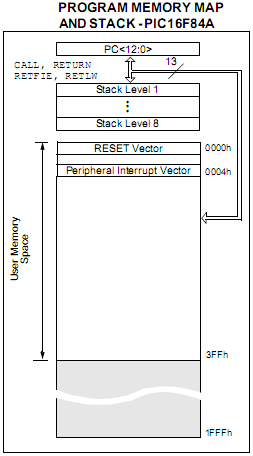 PROGRAM MEMORY MAP
AND STACK - PIC16F84A
PC<12:0>
CALL, RETURN
RETFIE, RETLW
13
Stack Level 1
Stack Level 8
RESET Vector
0000h
Peripheral Interrupt Vector
0004h
User Memory
Space
3FFh
1FFFh